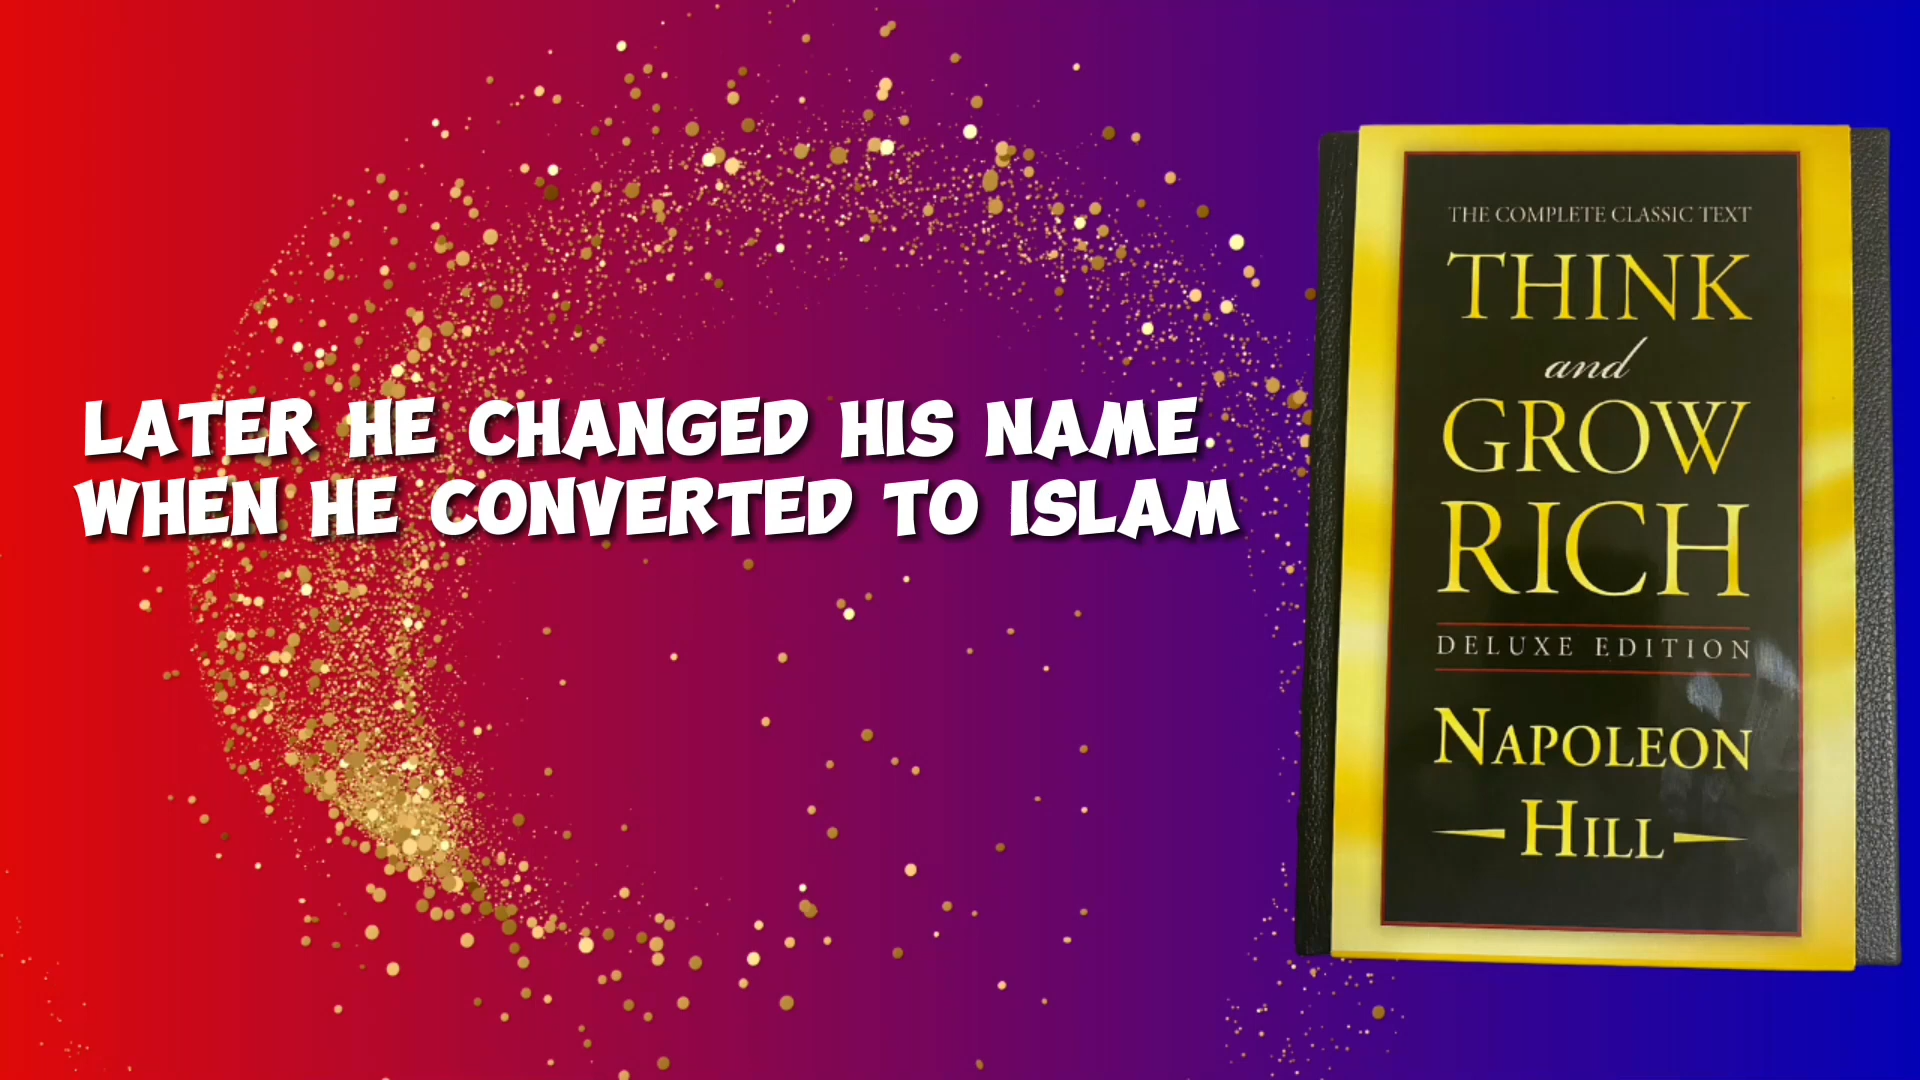 LATER HE CHANGED HIS NAME
WHEN HE CONVERTED TO ISLAM
THE COMPLETE CLASSIC TEXT
THINK
and
GROW
RICH
DELUXE EDITION
NAPOLEON
HILL